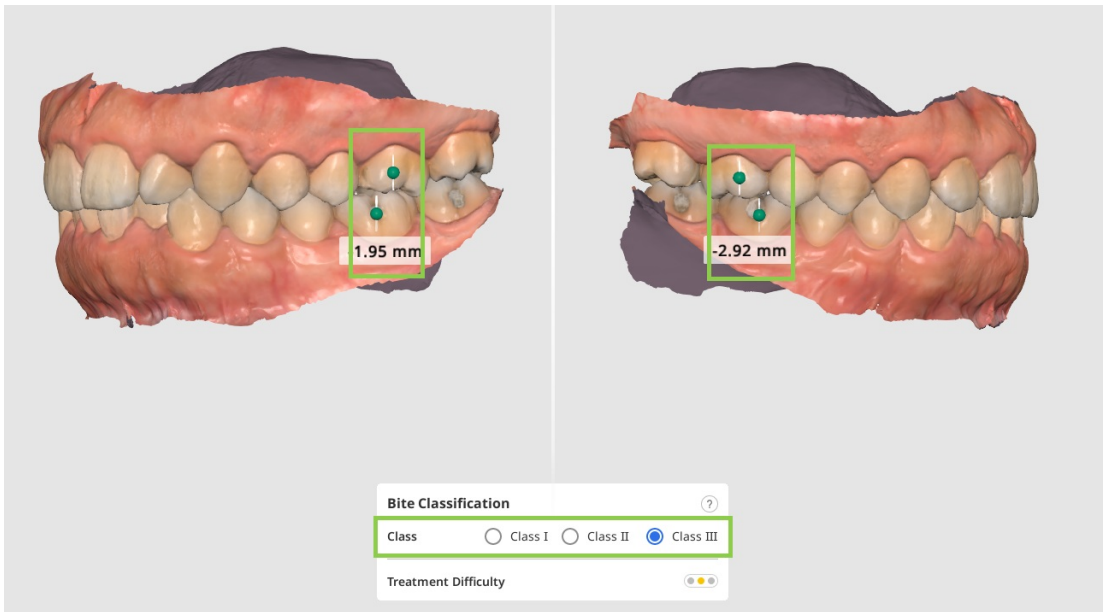 -1.95 mm
-2.92 mm
Bite Classification ?
Class Class I Class II Class III
Treatment Difficulty